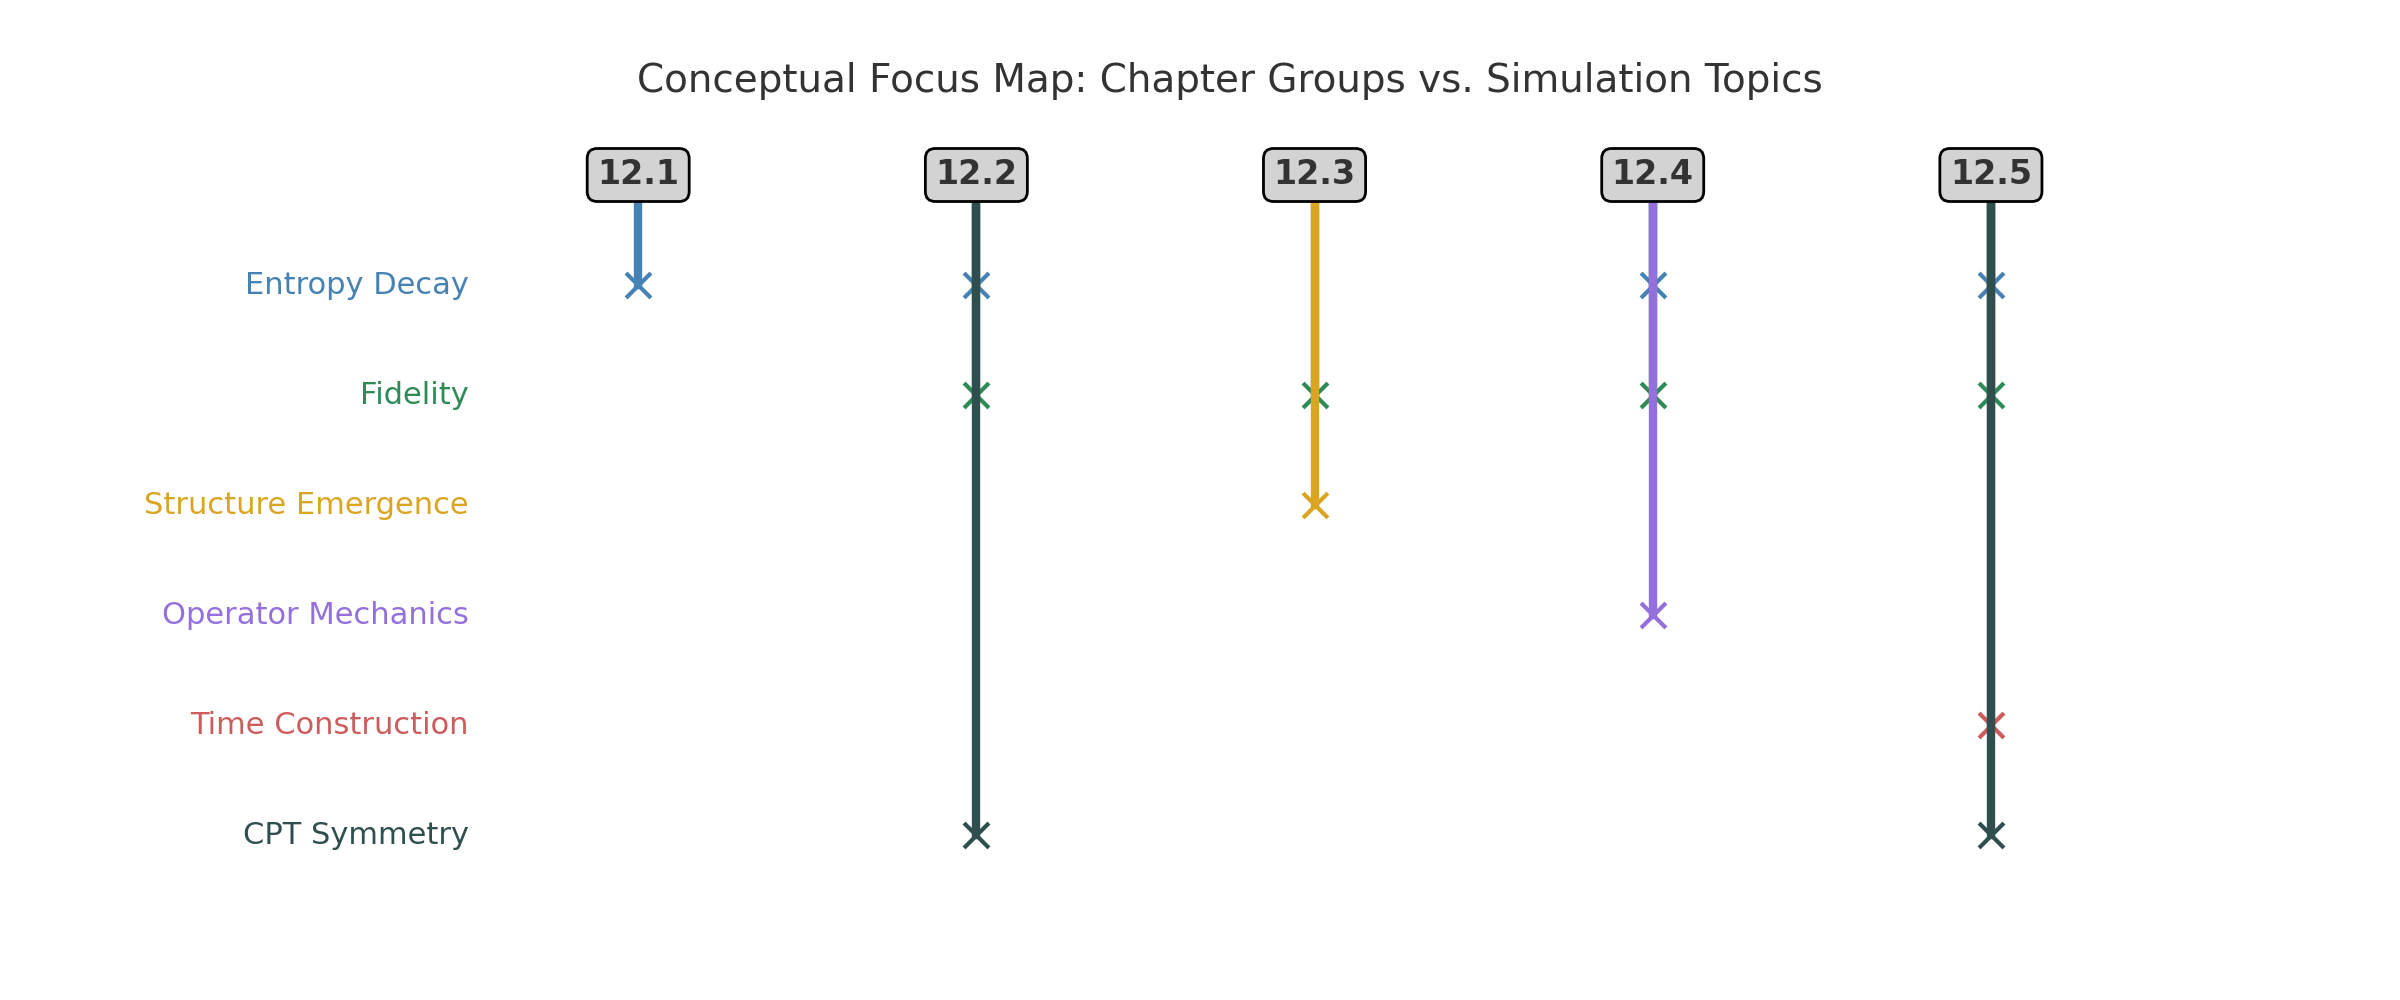 Conceptual Focus Map: Chapter Groups vs. Simulation Topics
12.1 12.2 12.3 12.4 12.5
Entropy Decay
Fidelity
Structure Emergence
Operator Mechanics
Time Construction
CPT Symmetry